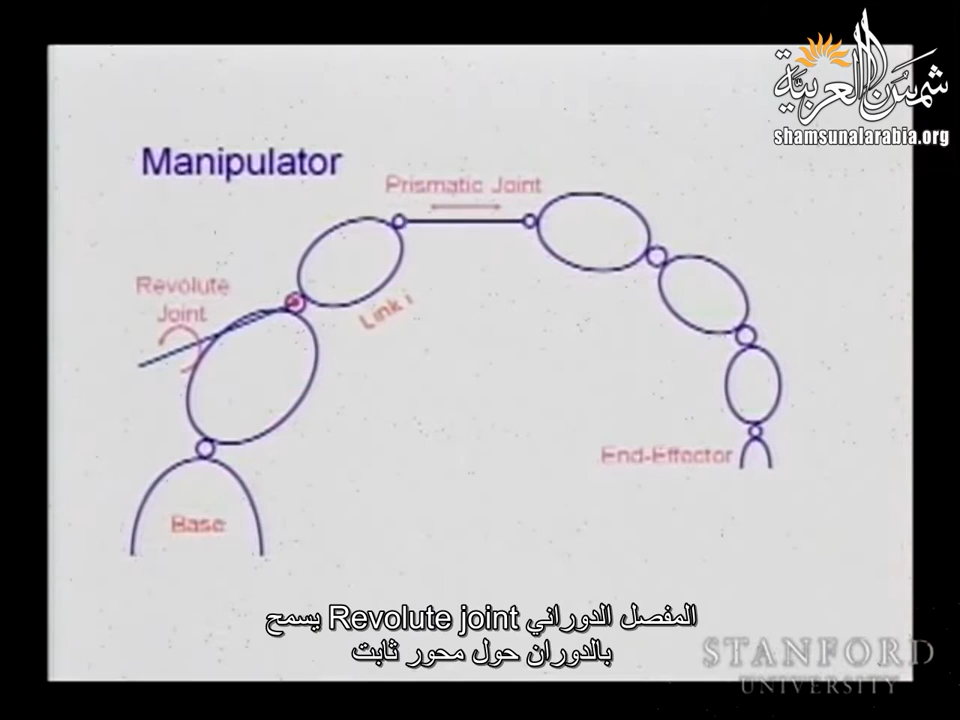 شمس العربية
shamsunalarabia.org
Manipulator
Prismatic Joint
Revolute
Joint
Link i
End-Effector
Base
المفصل الدوراني Revolute joint يسمح
بالدوران حول محور ثابت
STANFORD
UNIVERSITY